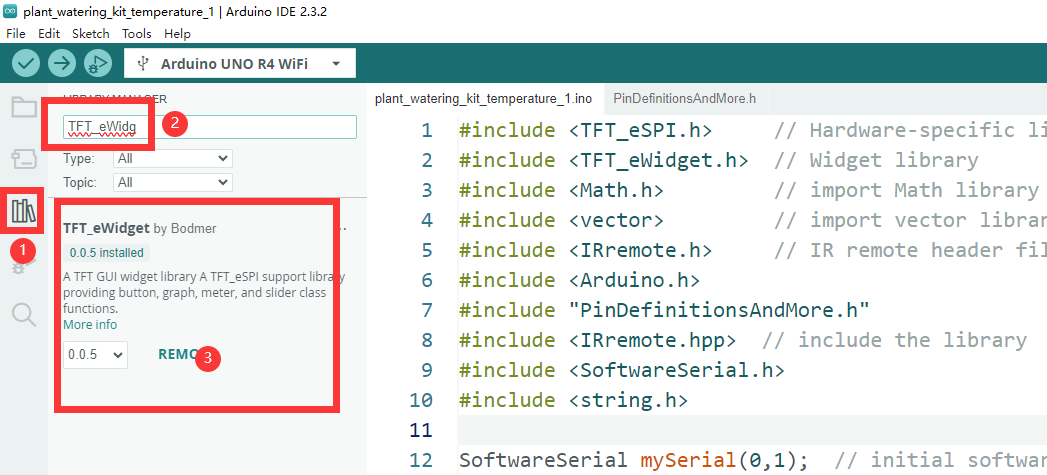 plant_watering_kit_temperature_1 | Arduino IDE 2.3.2
File Edit Sketch Tools Help
Arduino UNO R4 WiFi
LIBRARY MANAGER
TFT_eWidg
2
Type: All
Topic: All
1
TFT_eWidget by Bodmer
0.0.5 installed
A TFT GUI widget library A TFT_eSPI support library
providing button, graph, meter, and slider class
functions.
More info
0.0.5
3
plant_watering_kit_temperature_1.ino PinDefinitionsAndMore.h
1 #include <TFT_eSPI.h> // Hardware-specific
2 #include <TFT_eWidget.h> // Widget library
3 #include <Math.h> // import Math library
4 #include <vector> // import vector
5 #include <IRremote.h> // IR remote header
6 #include <Arduino.h>
7 #include "PinDefinitionsAndMore.h"
8 #include <IRremote.hpp> // include the library
9 #include <SoftwareSerial.h>
10 #include <string.h>
11
12 SoftwareSerial mySerial(0,1); // initial